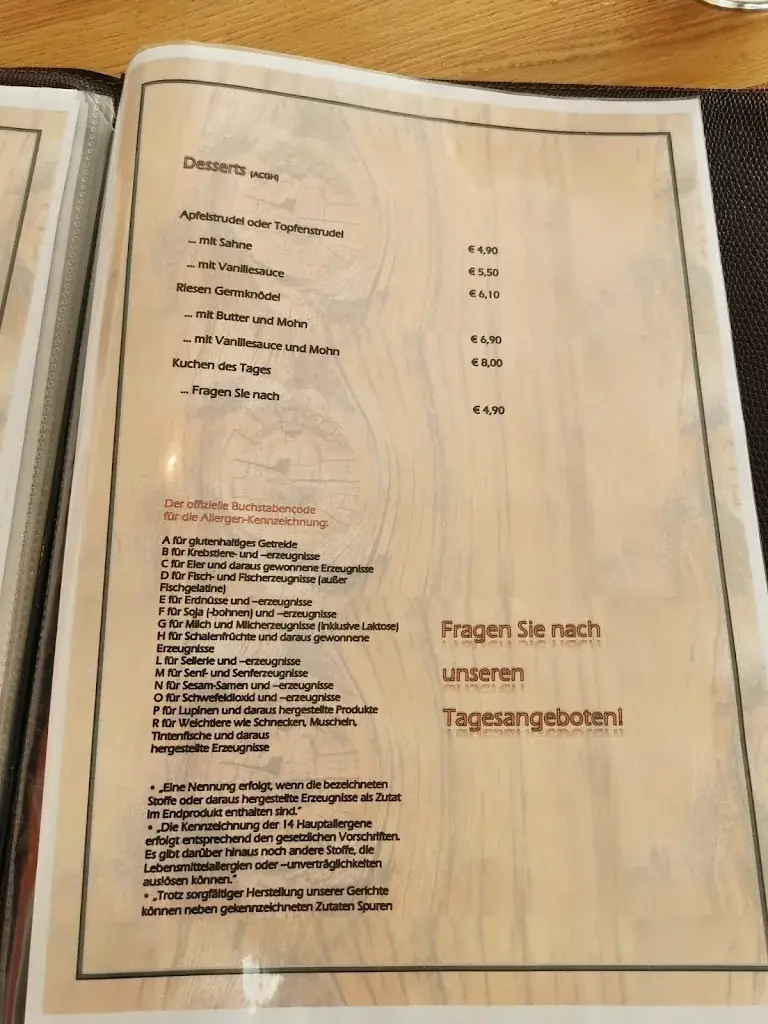 Desserts (ACGH)
Apfelstrudel oder Topfenstrudel
€ 4,90
... mit Sahne
€ 5,50
... mit Vanillesauce
€ 6,10
Riesen Germknödel
... mit Butter und Mohn
€ 6,90
... mit Vanillesauce und Mohn
€ 8,00
Kuchen des Tages
... Fragen Sie nach
€ 4,90
Der offizielle Buchstabencode
für die Allergen-Kennzeichnung:
A für glutenhaltiges Getreide
B für Krebstiere- und –erzeugnisse
C für Eier und daraus gewonnene Erzeugnisse
D für Fisch- und Fischerzeugnisse (außer
Fischgelatine)
E für Erdnüsse und –erzeugnisse
F für Soja (-bohnen) und –erzeugnisse
G für Milch und Milcherzeugnisse (inklusive Laktose)
H für Schalenfrüchte und daraus gewonnene
Erzeugnisse
L für Sellerie und –erzeugnisse
M für Senf- und Senferzeugnisse
N für Sesam-Samen und –erzeugnisse
O für Schwefeldioxid und –erzeugnisse
P für Lupinen und daraus hergestellte Produkte
R für Weichtiere wie Schnecken, Muscheln,
Tintenfische und daraus
hergestellte Erzeugnisse
Fragen Sie nach
unseren
Tagesangeboten!
• „Eine Nennung erfolgt, wenn die bezeichneten
Stoffe oder daraus hergestellte Erzeugnisse als Zutat
im Endprodukt enthalten sind.“
• „Die Kennzeichnung der 14 Hauptallergene
erfolgt entsprechend den gesetzlichen Vorschriften.
Es gibt darüber hinaus noch andere Stoffe, die
Lebensmittelallergien oder –unverträglichkeiten
auslösen können.“
• „Trotz sorgfältiger Herstellung unserer Gerichte
können neben gekennzeichneten Zutaten Spuren